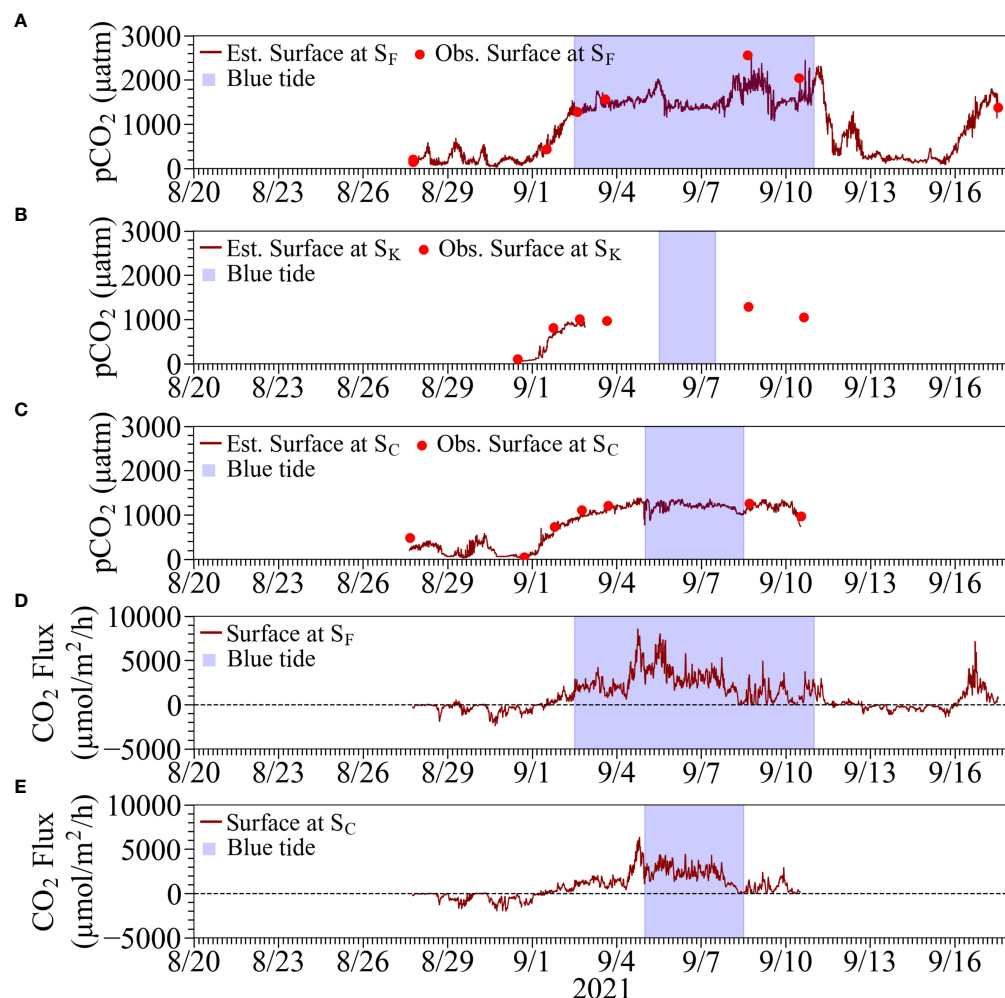 A
3000
2000
1000
0
pCO₂ (μatm)
Est. Surface at S_F Obs. Surface at S_F
Blue tide
8/20 8/23 8/26 8/29 9/1 9/4 9/7 9/10 9/13 9/16
B
3000
2000
1000
0
pCO₂ (μatm)
Est. Surface at S_K Obs. Surface at S_K
Blue tide
8/20 8/23 8/26 8/29 9/1 9/4 9/7 9/10 9/13 9/16
C
3000
2000
1000
0
pCO₂ (μatm)
Est. Surface at S_C Obs. Surface at S_C
Blue tide
8/20 8/23 8/26 8/29 9/1 9/4 9/7 9/10 9/13 9/16
D
10000
5000
0
−5000
CO₂ Flux
(μmol/m²/h)
Surface at S_F
Blue tide
8/20 8/23 8/26 8/29 9/1 9/4 9/7 9/10 9/13 9/16
E
10000
5000
0
−5000
CO₂ Flux
(μmol/m²/h)
Surface at S_C
Blue tide
8/20 8/23 8/26 8/29 9/1 9/4 9/7 9/10 9/13 9/16
2021